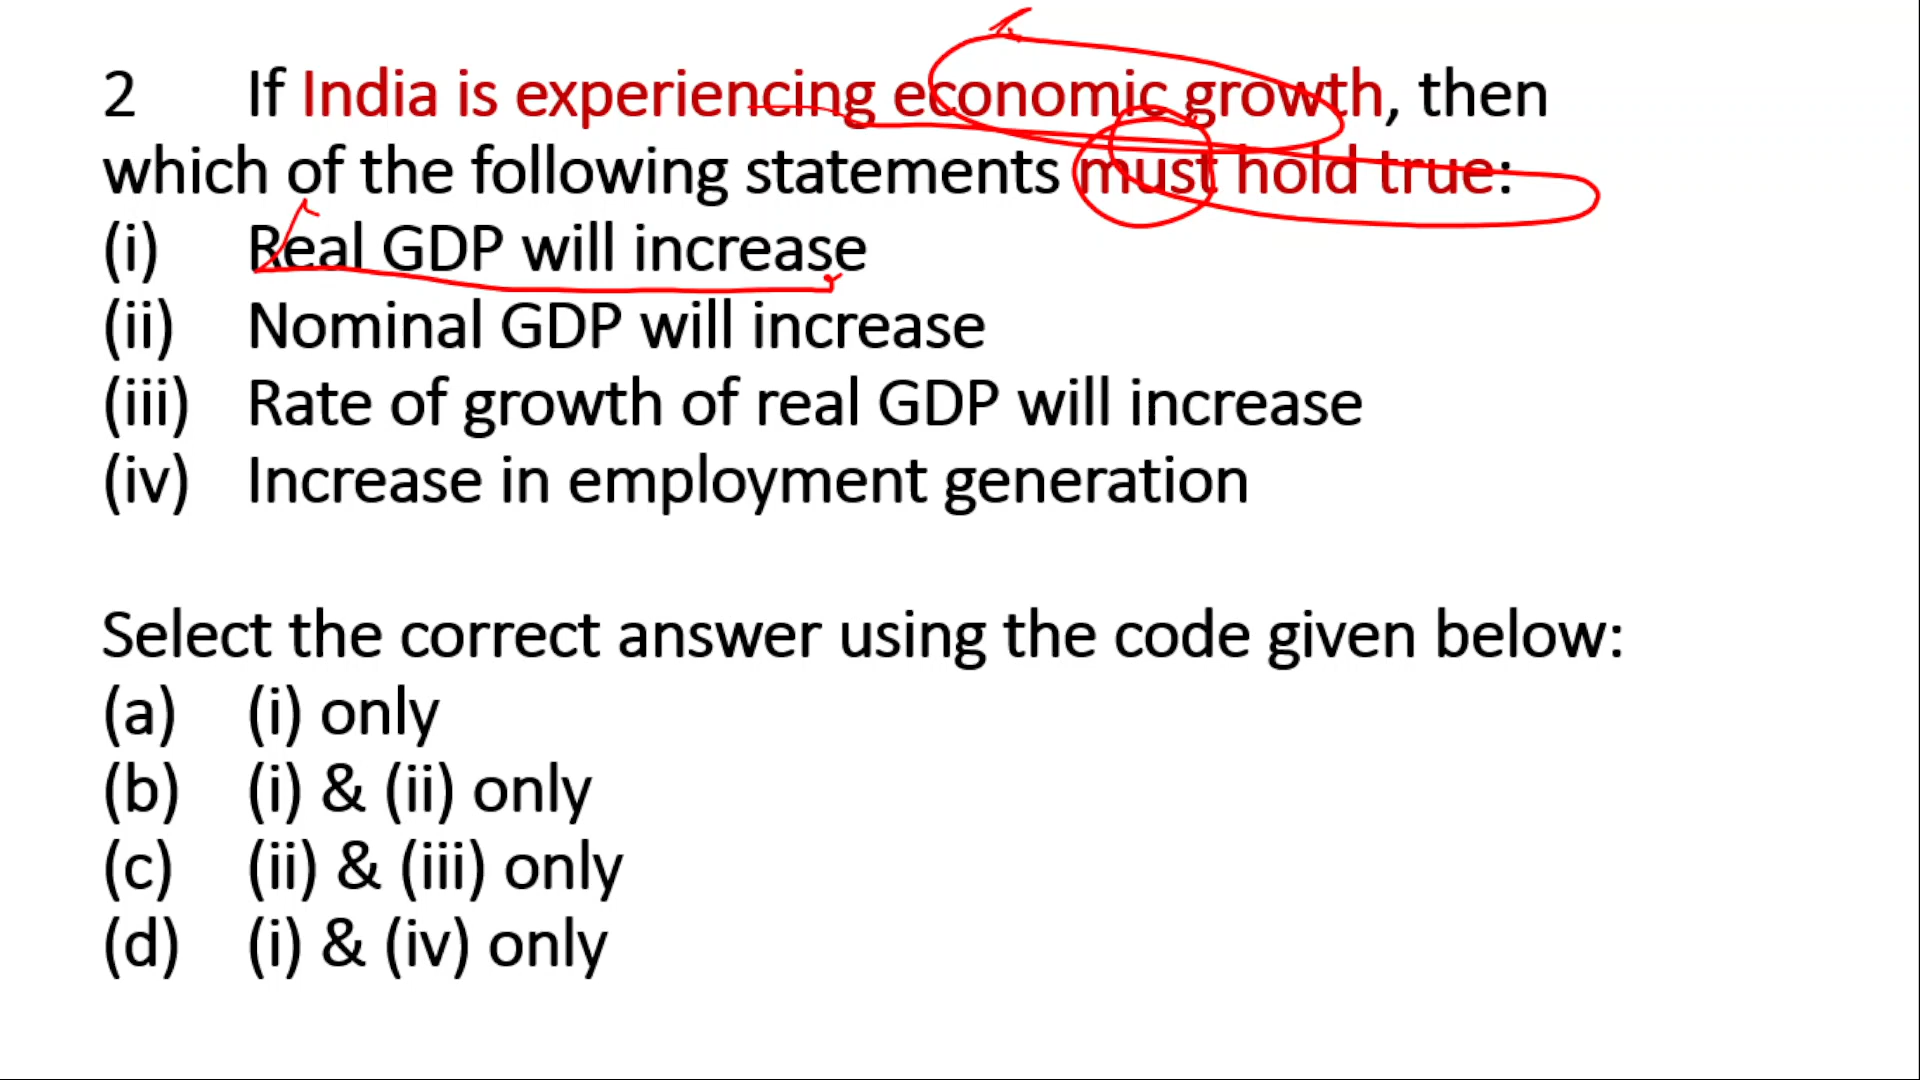 2 If India is experiencing economic growth, then
which of the following statements must hold true:
(i) Real GDP will increase
(ii) Nominal GDP will increase
(iii) Rate of growth of real GDP will increase
(iv) Increase in employment generation
Select the correct answer using the code given below:
(a) (i) only
(b) (i) & (ii) only
(c) (ii) & (iii) only
(d) (i) & (iv) only